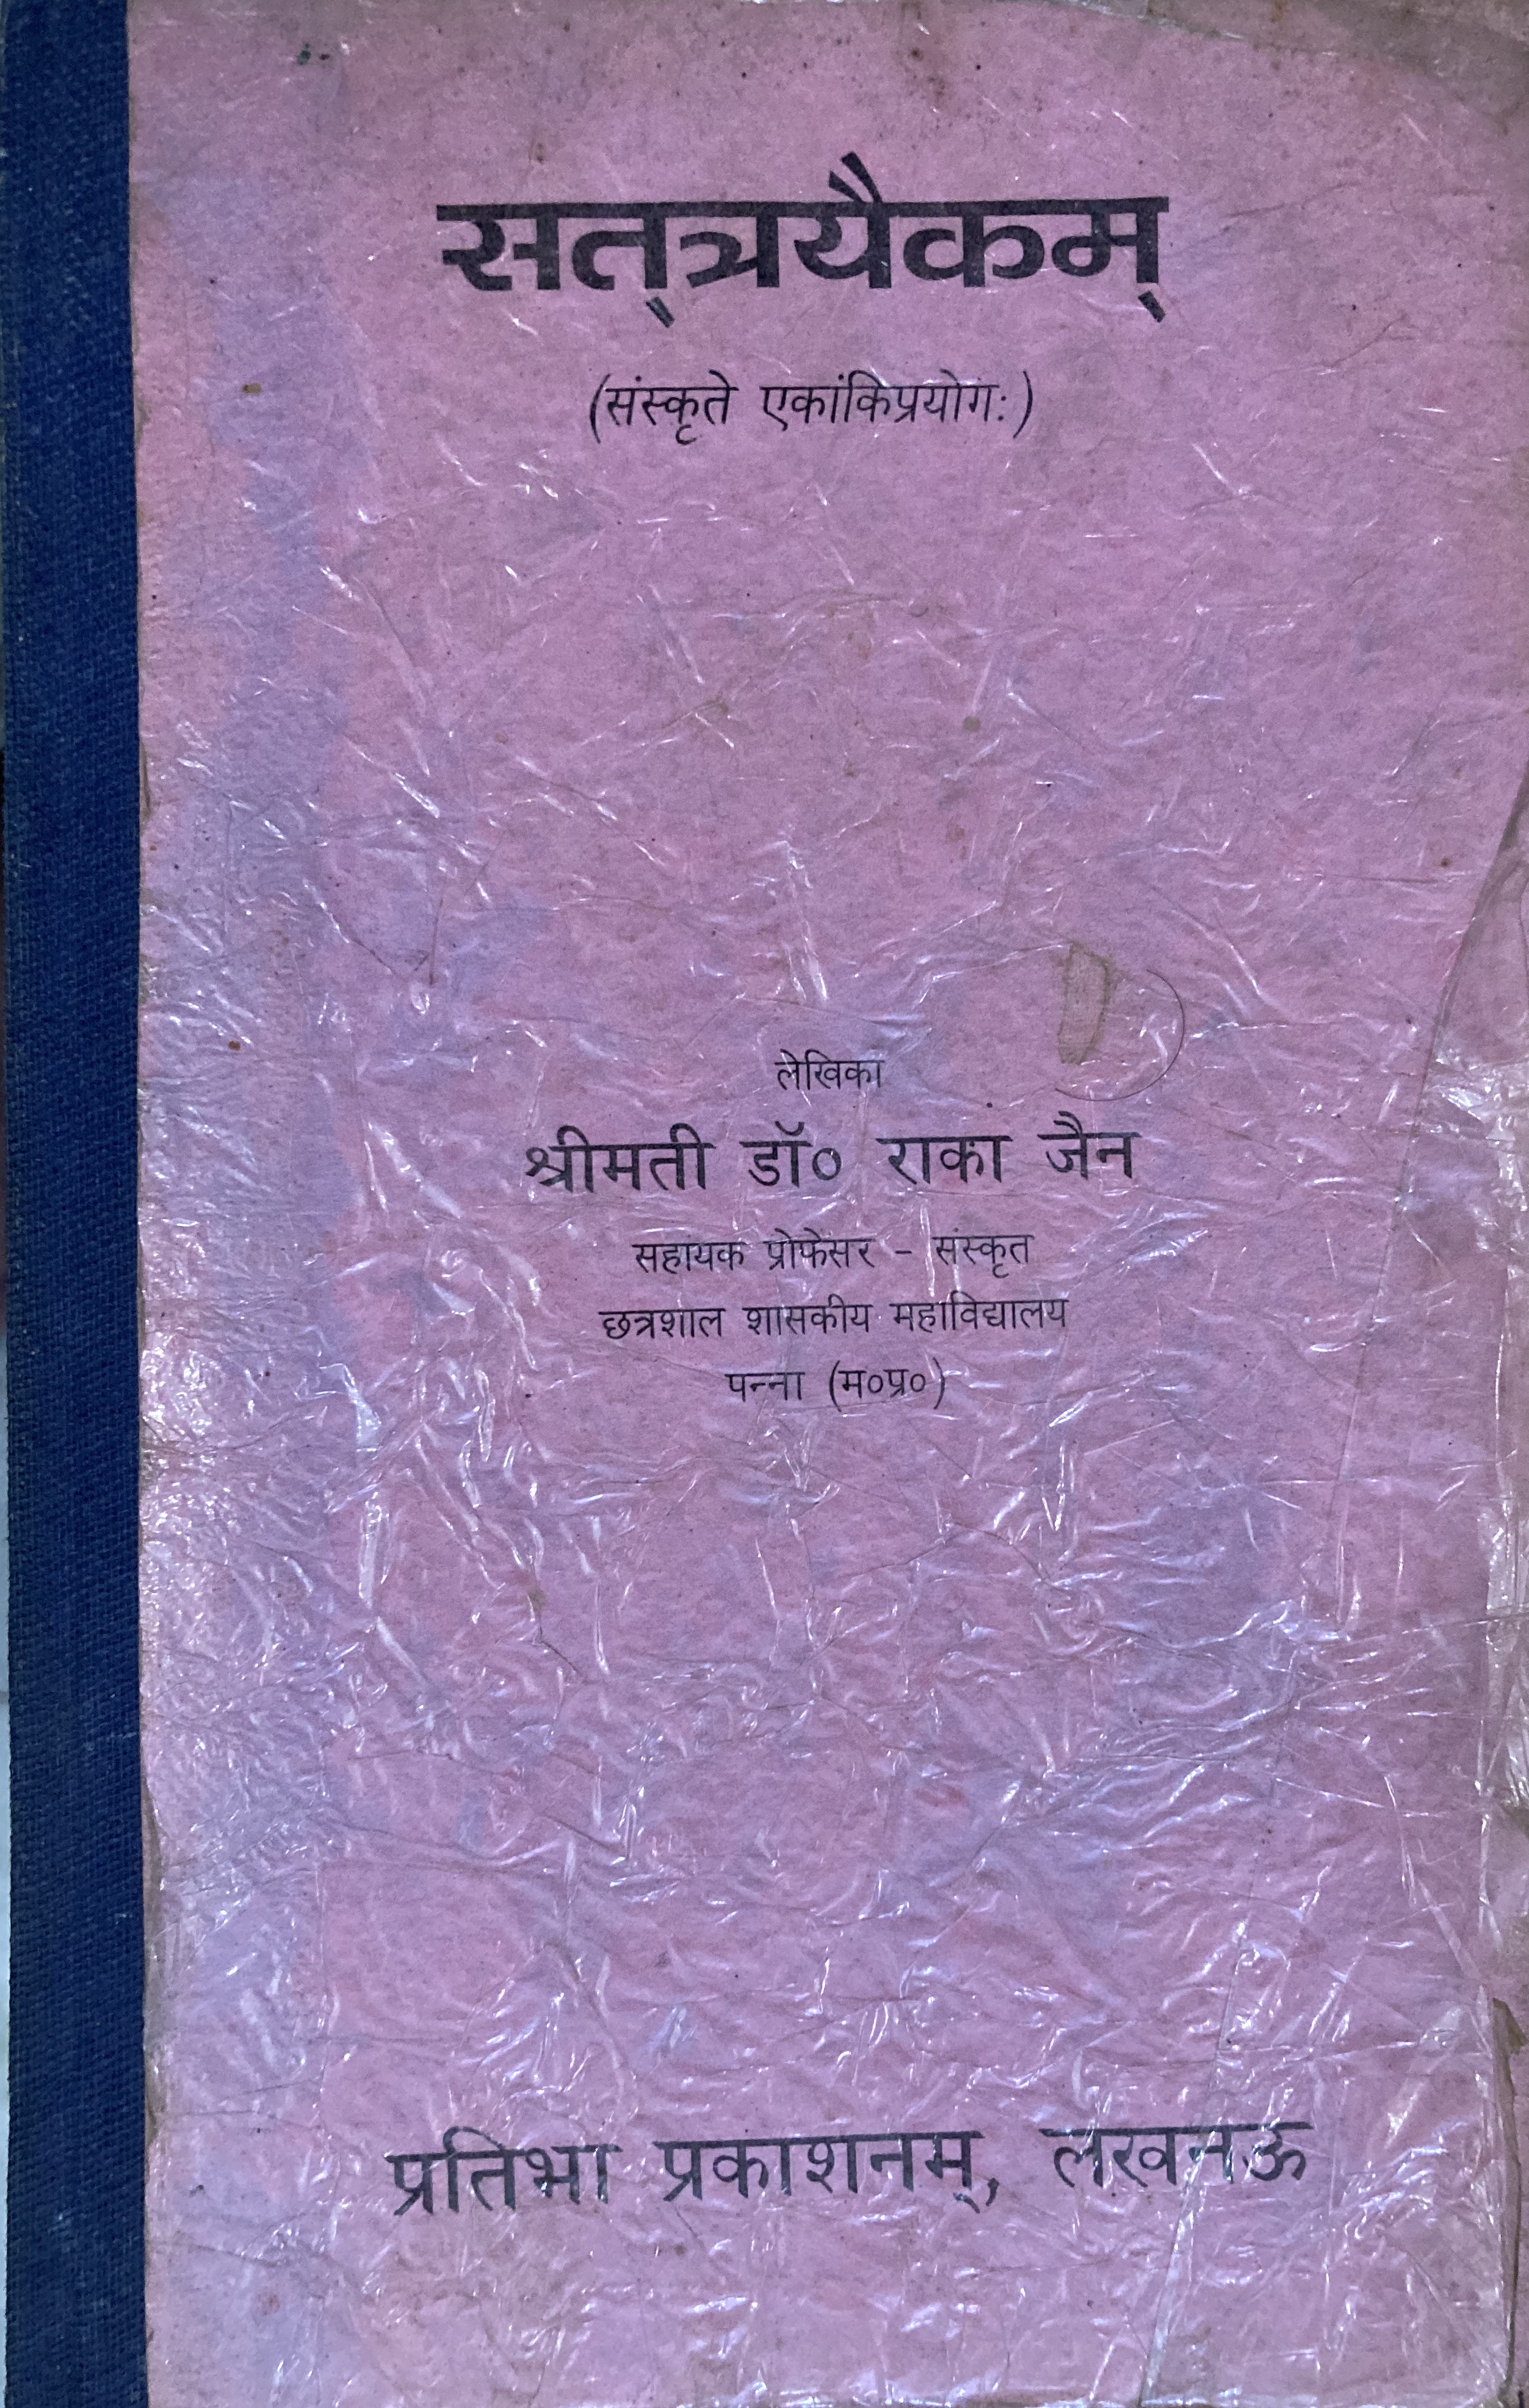 सत्‌त्रयैकम्
(संस्कृते एकांकिप्रयोगः)
लेखिका
श्रीमती डॉ० राका जैन
सहायक प्रोफेसर - संस्कृत
छत्रशाल शासकीय महाविद्यालय
पन्ना (म०प्र०)
प्रतिभा प्रकाशनम्, लखनऊ